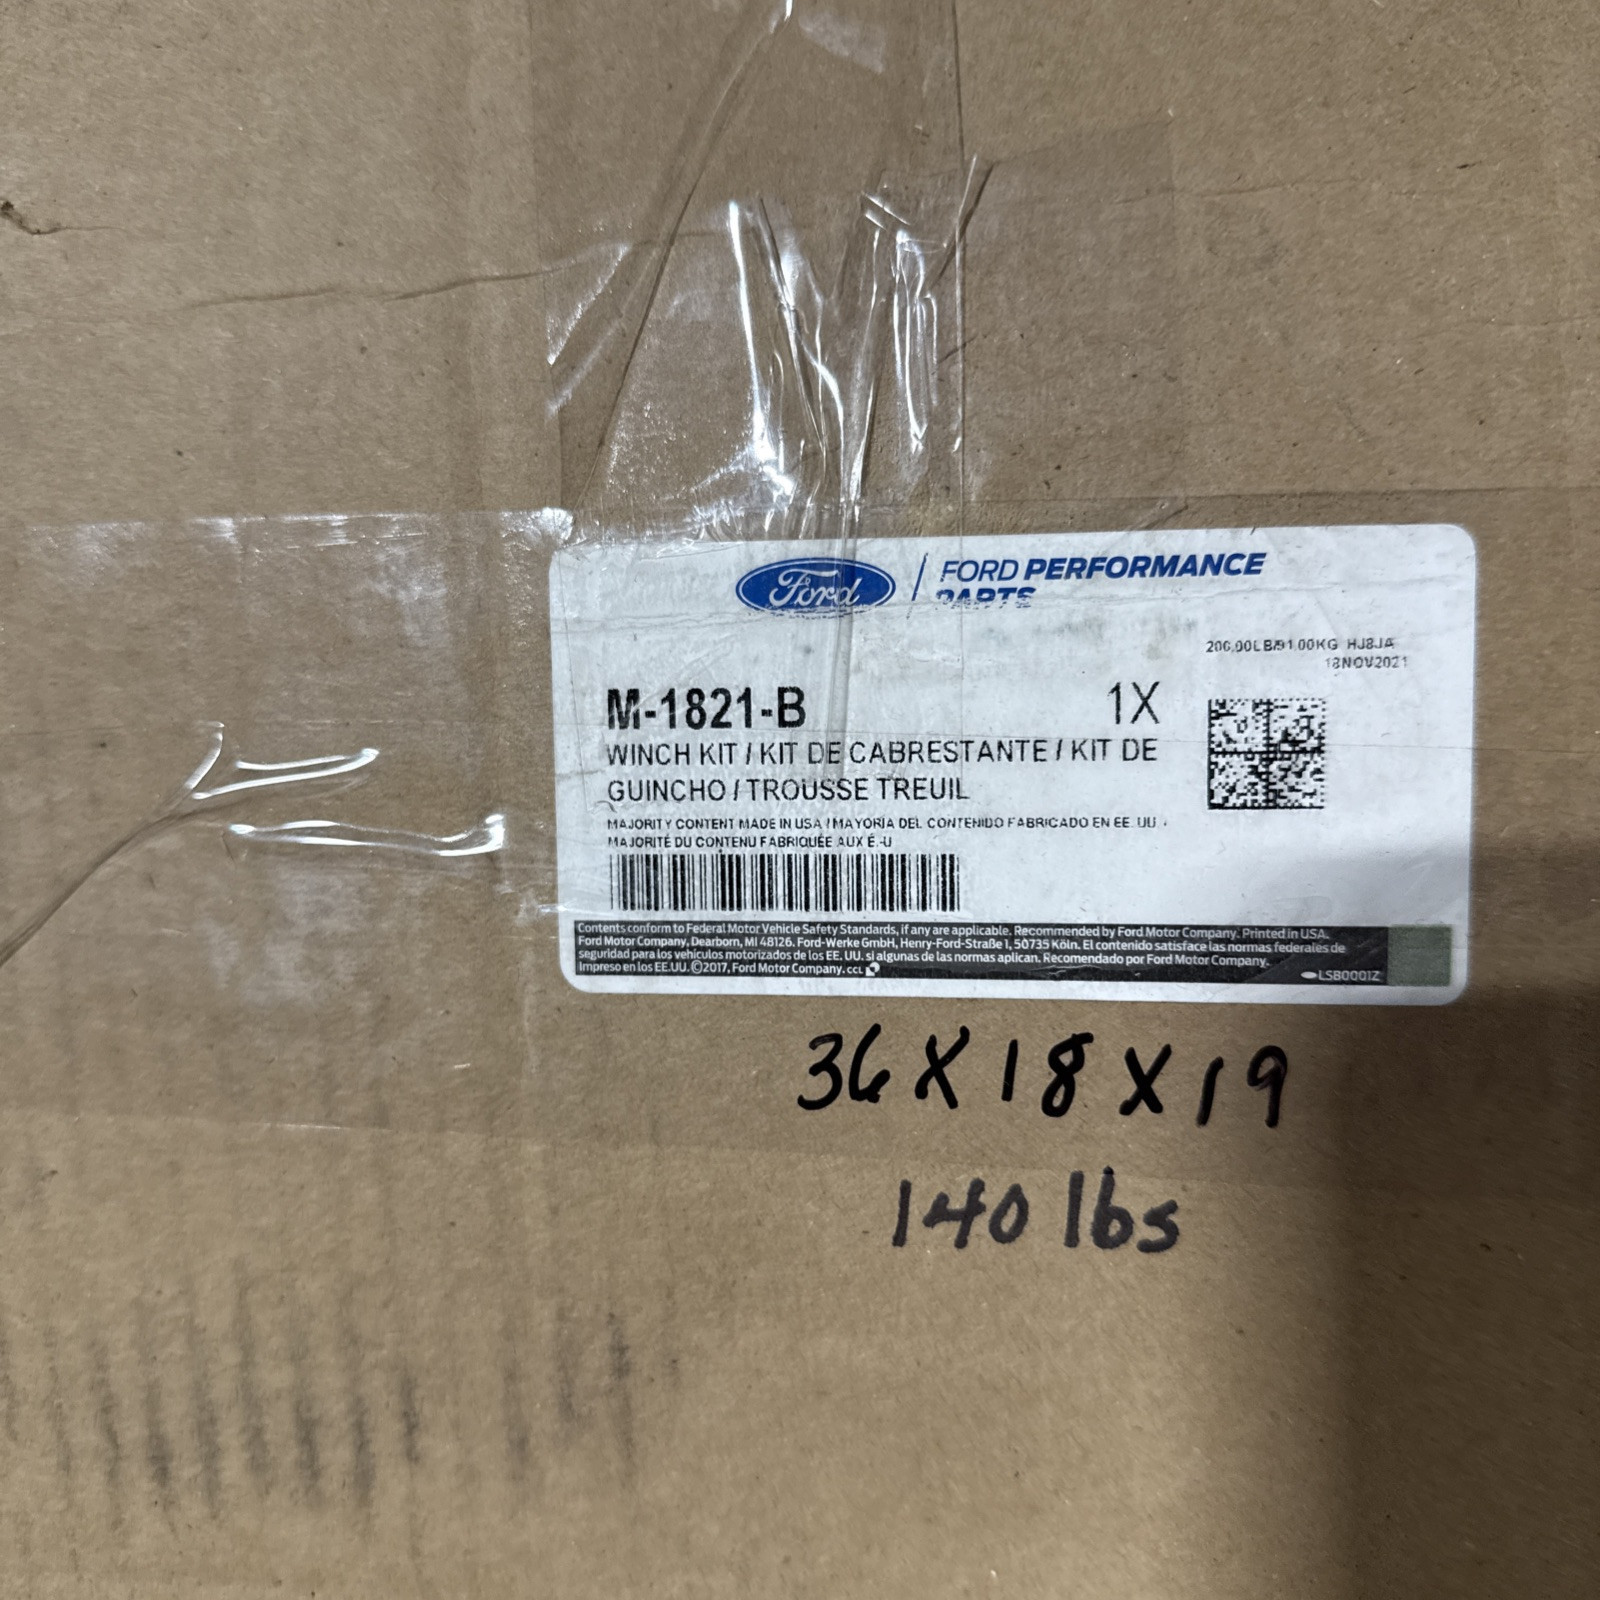 Ford / FORD PERFORMANCE
PARTS
200.00LB/91.00KG HJ8JA
18NOV2021
M-1821-B 1X
WINCH KIT / KIT DE CABRESTANTE / KIT DE
GUINCHO / TROUSSE TREUIL
MAJORITY CONTENT MADE IN USA / MAYORÍA DEL CONTENIDO FABRICADO EN EE. UU. /
MAJORITÉ DU CONTENU FABRIQUÉE AUX É.-U
Contents conform to Federal Motor Vehicle Safety Standards, if any are applicable. Recommended by Ford Motor Company. Printed in USA.
Ford Motor Company, Dearborn, MI 48126. Ford-Werke GmbH, Henry-Ford-Straße 1, 50735 Köln. El contenido satisface las normas federales de
seguridad para los vehículos motorizados de los EE. UU. si algunas de las normas aplican. Recomendado por Ford Motor Company.
Impreso en los EE.UU. ©2017, Ford Motor Company. CCL LSB0001Z
36 X 18 X 19
140 lbs